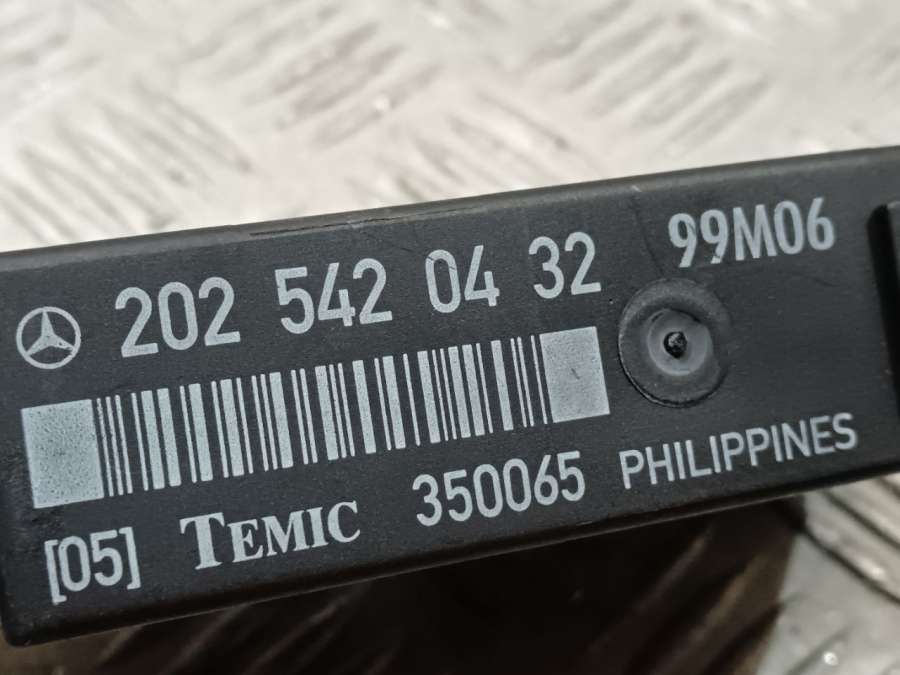 202 542 04 32 99M06
[05] TEMIC 350065 PHILIPPINES